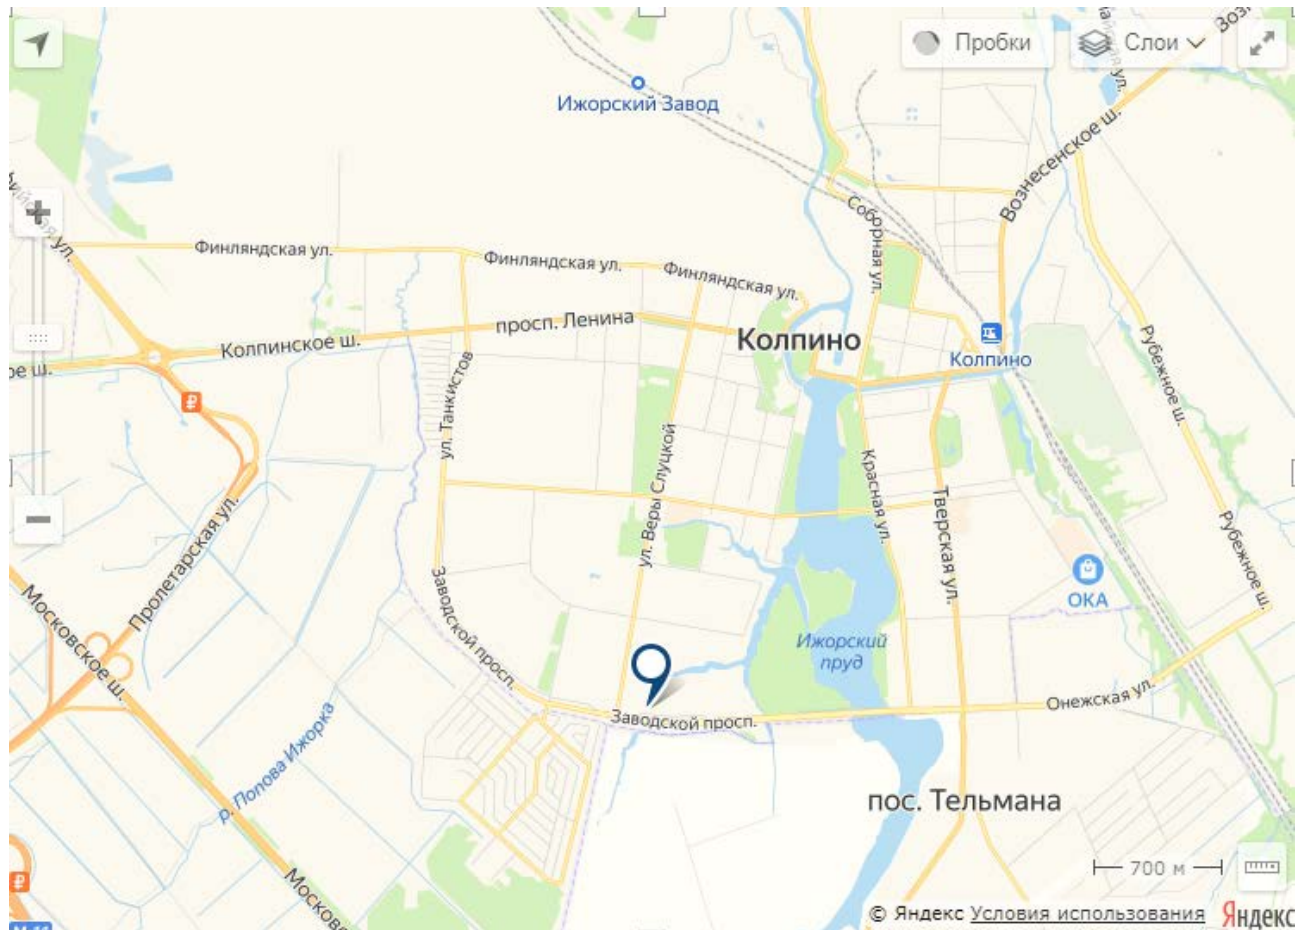 Пробки
Слои
Ижорский Завод
Вознесенское ш.
Соборная ул.
Финляндская ул.
Финляндская ул.
Финляндская ул.
просп. Ленина
Колпинское ш.
Колпино
Колпино
Рубежное ш.
ул. Танкистов
ул. Веры Слуцкой
Красная ул.
Тверская ул.
Рубежное ш.
Пролетарская ул.
ОКА
Московское ш.
Заводской просп.
Ижорский
пруд
Онежская ул.
Заводской просп.
р. Попова Ижорка
пос. Тельмана
700 м
© Яндекс Условия использования Яндекс